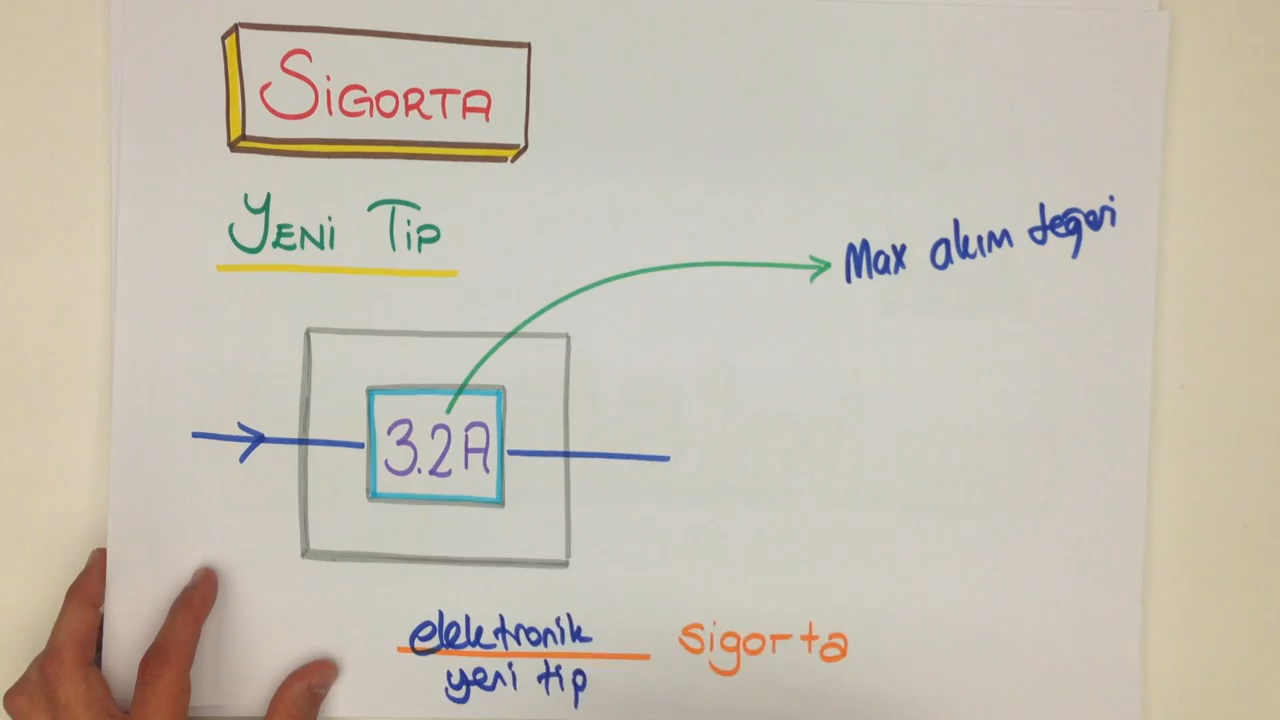 SiGORTA
YENi TiP
Max akım değeri
3.2A
elektronik sigorta
yeni tip